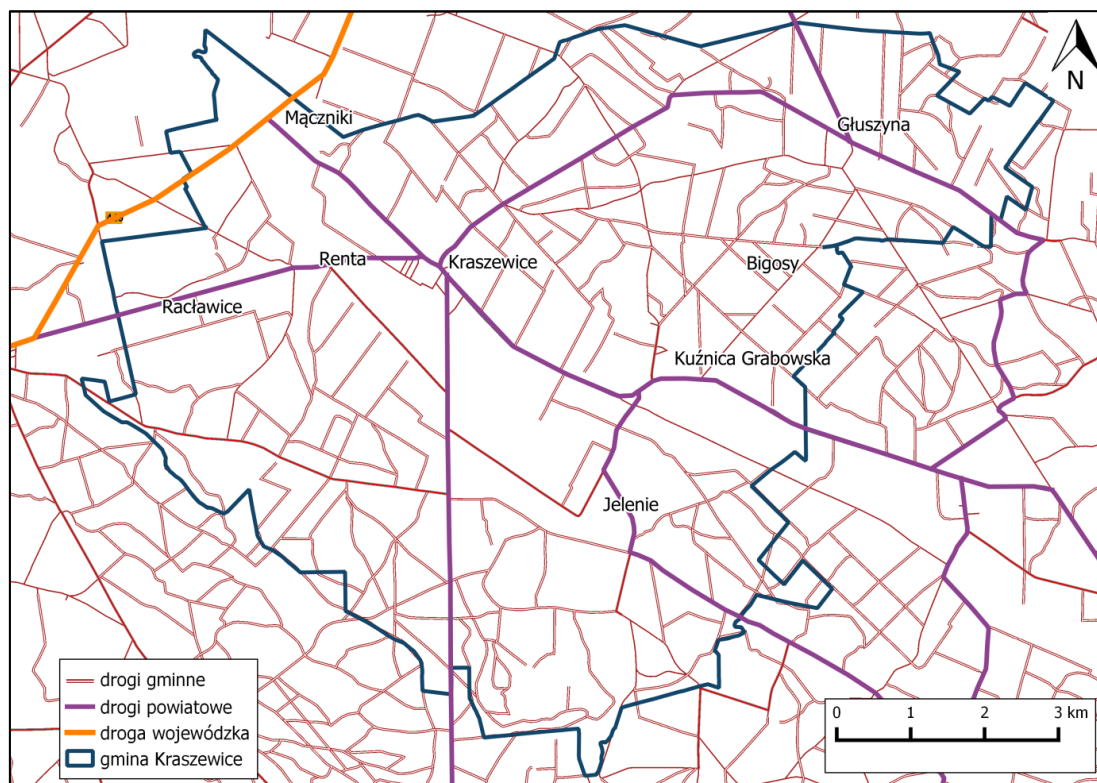 N
Mączniki
Głuszyna
Renta
Kraszewice
Bigosy
Racławice
Kuźnica Grabowska
Jelenie
drogi gminne
drogi powiatowe
droga wojewódzka
gmina Kraszewice
0 1 2 3 km